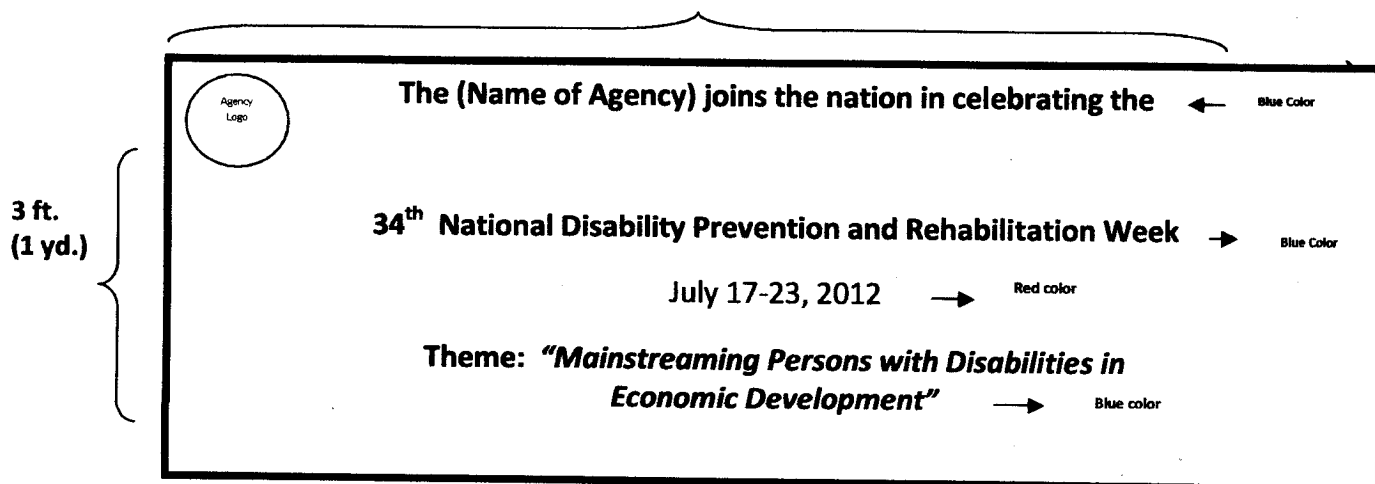 Agency
Logo
The (Name of Agency) joins the nation in celebrating the
Blue Color
3 ft.
(1 yd.)
34th National Disability Prevention and Rehabilitation Week
Blue Color
July 17-23, 2012
Red color
Theme: “Mainstreaming Persons with Disabilities in
Economic Development”
Blue color